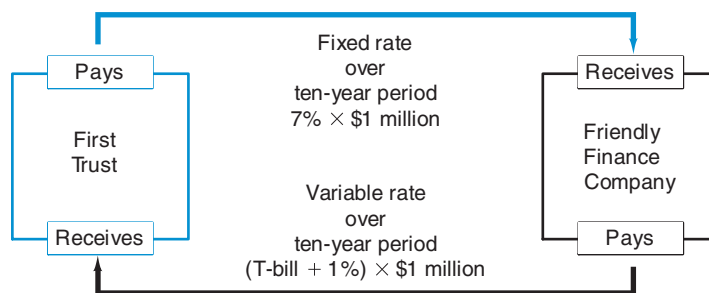 Pays
First
Trust
Receives
Fixed rate
over
ten-year period
7% × $1 million
Variable rate
over
ten-year period
(T-bill + 1%) × $1 million
Receives
Friendly
Finance
Company
Pays